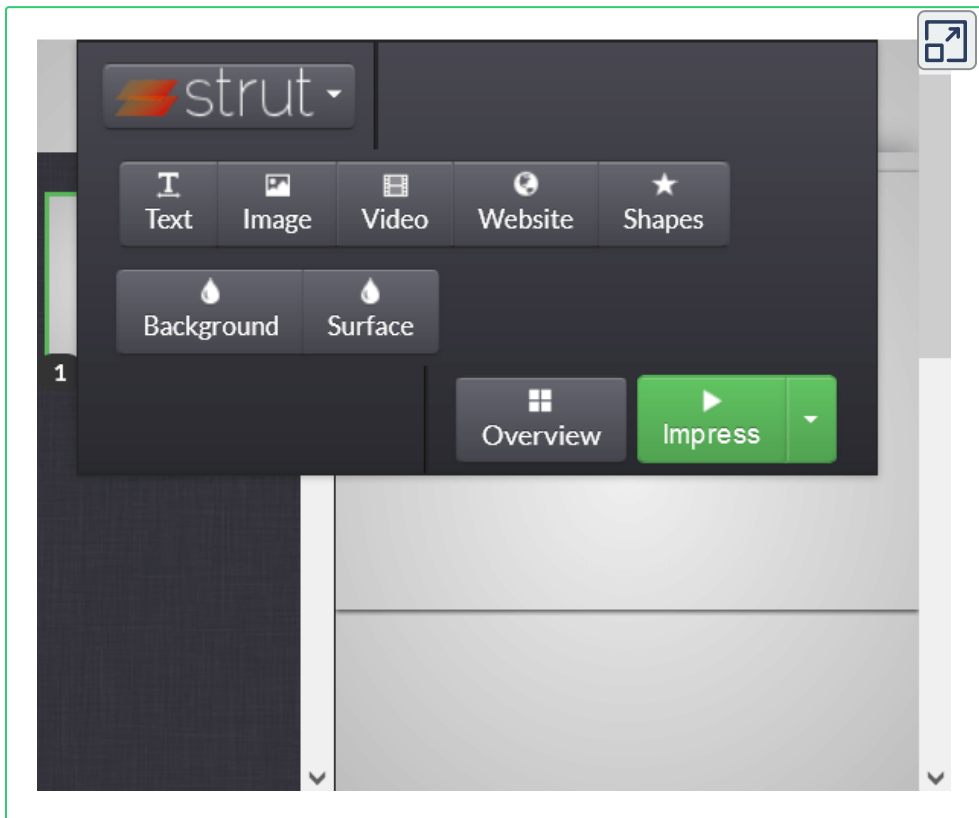 strut
Text Image Video Website Shapes
Background Surface
1
Overview Impress